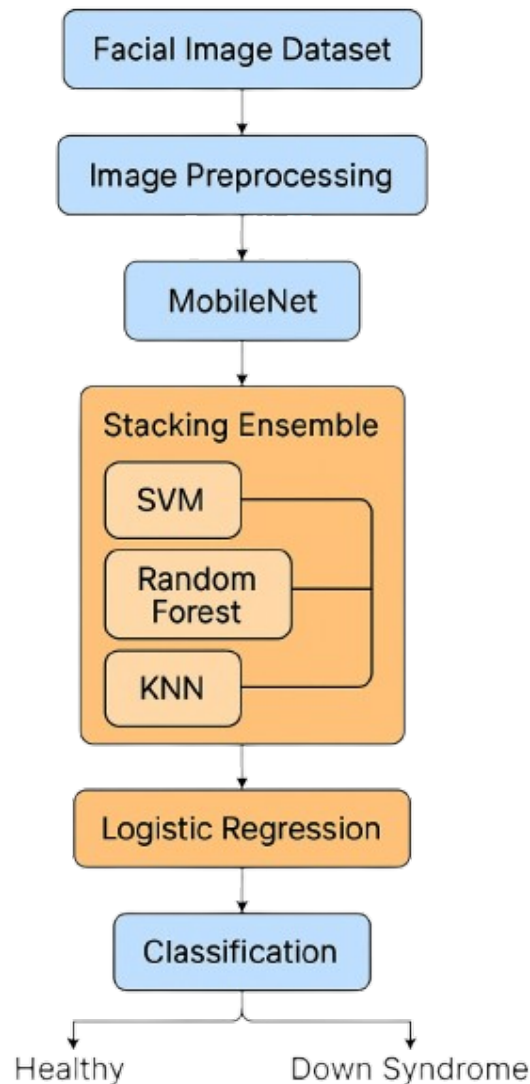 Facial Image Dataset
Image Preprocessing
MobileNet
Stacking Ensemble
SVM
Random
Forest
KNN
Logistic Regression
Classification
Healthy
Down Syndrome